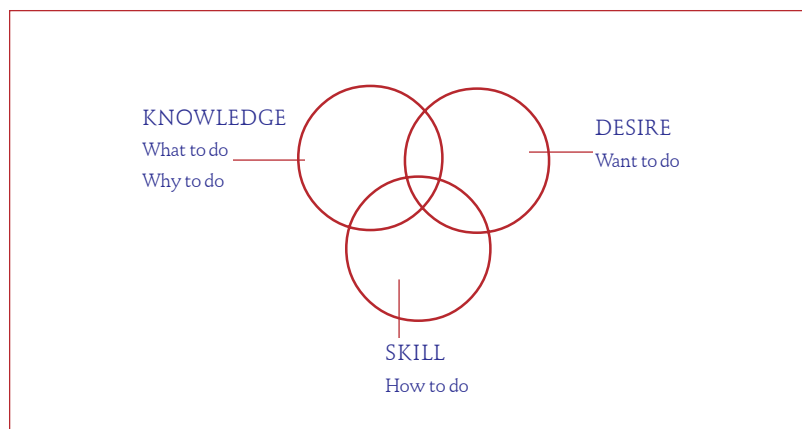 KNOWLEDGE
What to do
Why to do
DESIRE
Want to do
SKILL
How to do